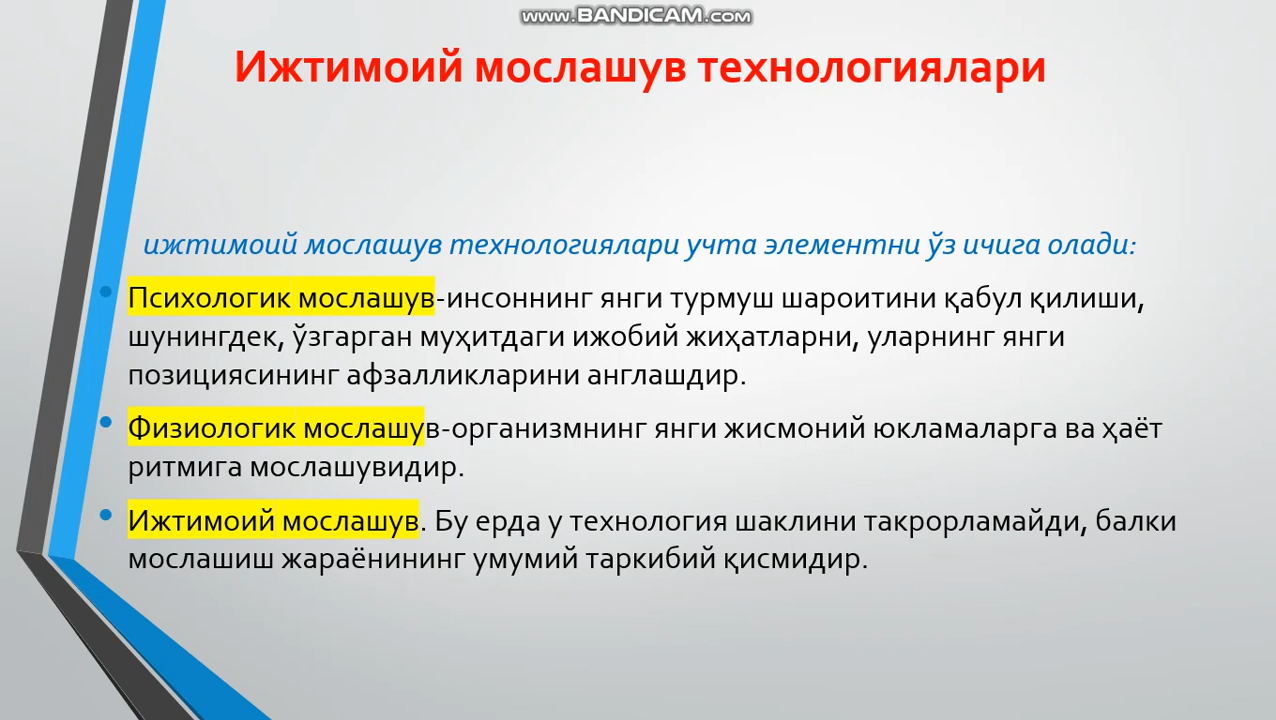 www.BANDICAM.com
Ижтимоий мослашув технологиялари
ижтимоий мослашув технологиялари учта элементни ўз ичига олади:
Психологик мослашув-инсоннинг янги турмуш шароитини қабул қилиши,
шунингдек, ўзгарган муҳитдаги ижобий жиҳатларни, уларнинг янги
позициясининг афзалликларини англашдир.
Физиологик мослашув-организмнинг янги жисмоний юкламаларга ва ҳаёт
ритмига мослашувидир.
Ижтимоий мослашув. Бу ерда у технология шаклини такрорламайди, балки
мослашиш жараёнининг умумий таркибий қисмидир.